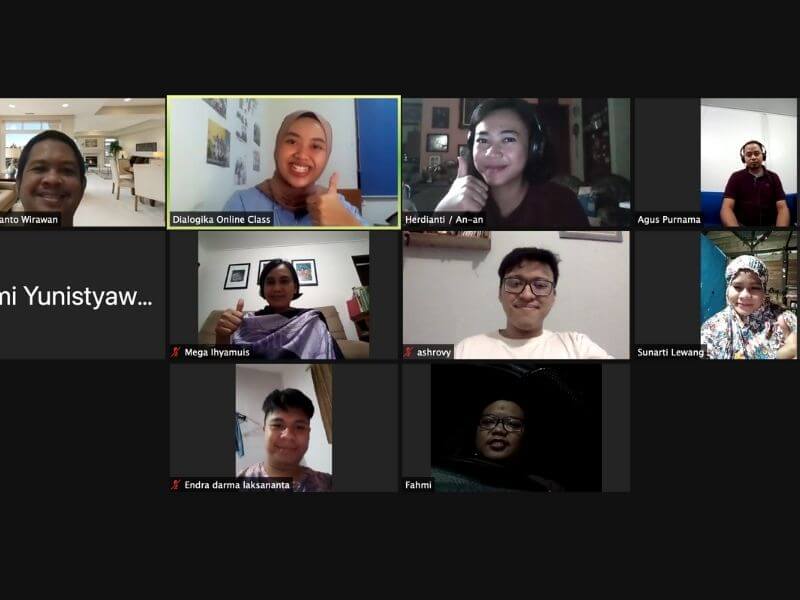 anto Wirawan
Dialogika Online Class
Herdianti / An-an
Agus Purnama
mi Yunistyaw...
Mega Ihyamuis
ashrovy
Sunarti Lewang
Endra darma laksananta
Fahmi